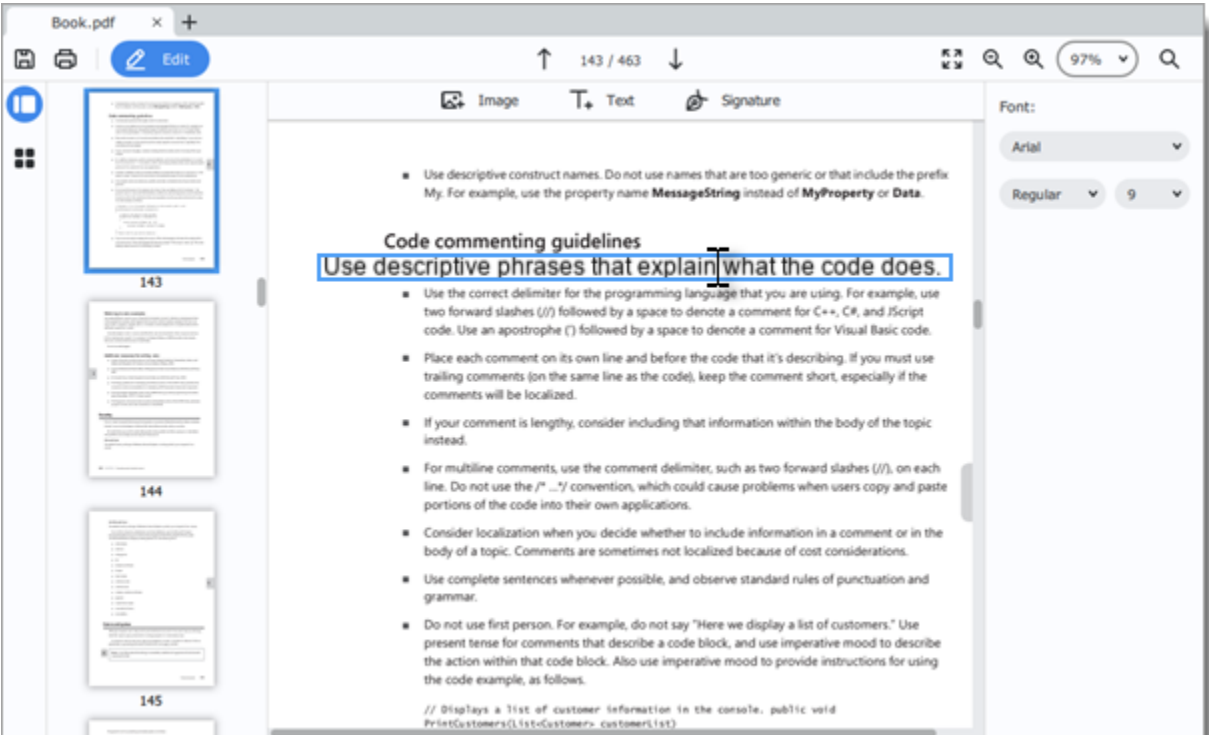 Book.pdf
Edit
143 / 463
97%
Image
Text
Signature
Font:
Arial
Regular
9
143
144
145
Use descriptive construct names. Do not use names that are too generic or that include the prefix
My. For example, use the property name MessageString instead of MyProperty or Data.
Code commenting guidelines
Use descriptive phrases that explain what the code does.
Use the correct delimiter for the programming language that you are using. For example, use
two forward slashes (//) followed by a space to denote a comment for C++, C#, and JScript
code. Use an apostrophe (') followed by a space to denote a comment for Visual Basic code.
Place each comment on its own line and before the code that it's describing. If you must use
trailing comments (on the same line as the code), keep the comment short, especially if the
comments will be localized.
If your comment is lengthy, consider including that information within the body of the topic
instead.
For multiline comments, use the comment delimiter, such as two forward slashes (//), on each
line. Do not use the /* ...*/ convention, which could cause problems when users copy and paste
portions of the code into their own applications.
Consider localization when you decide whether to include information in a comment or in the
body of a topic. Comments are sometimes not localized because of cost considerations.
Use complete sentences whenever possible, and observe standard rules of punctuation and
grammar.
Do not use first person. For example, do not say "Here we display a list of customers." Use
present tense for comments that describe a code block, and use imperative mood to describe
the action within that code block. Also use imperative mood to provide instructions for using
the code example, as follows.
// Displays a list of customer information in the console. public void
PrintCustomers(List<Customer> customerList)